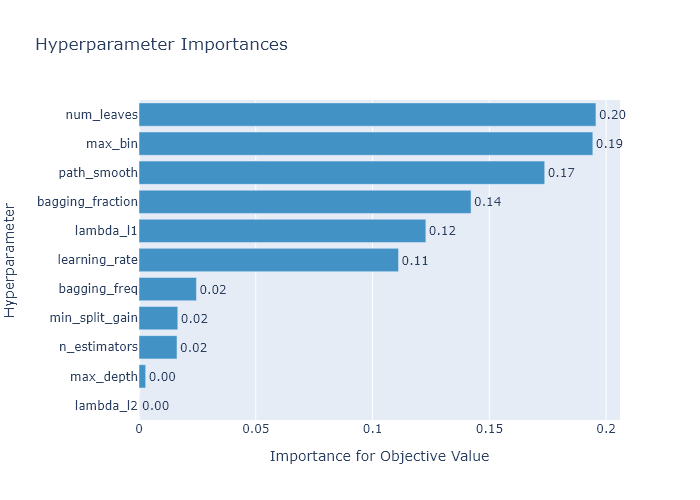 Hyperparameter Importances
Hyperparameter
num_leaves 0.20
max_bin 0.19
path_smooth 0.17
bagging_fraction 0.14
lambda_l1 0.12
learning_rate 0.11
bagging_freq 0.02
min_split_gain 0.02
n_estimators 0.02
max_depth 0.00
lambda_l2 0.00
0 0.05 0.1 0.15 0.2
Importance for Objective Value